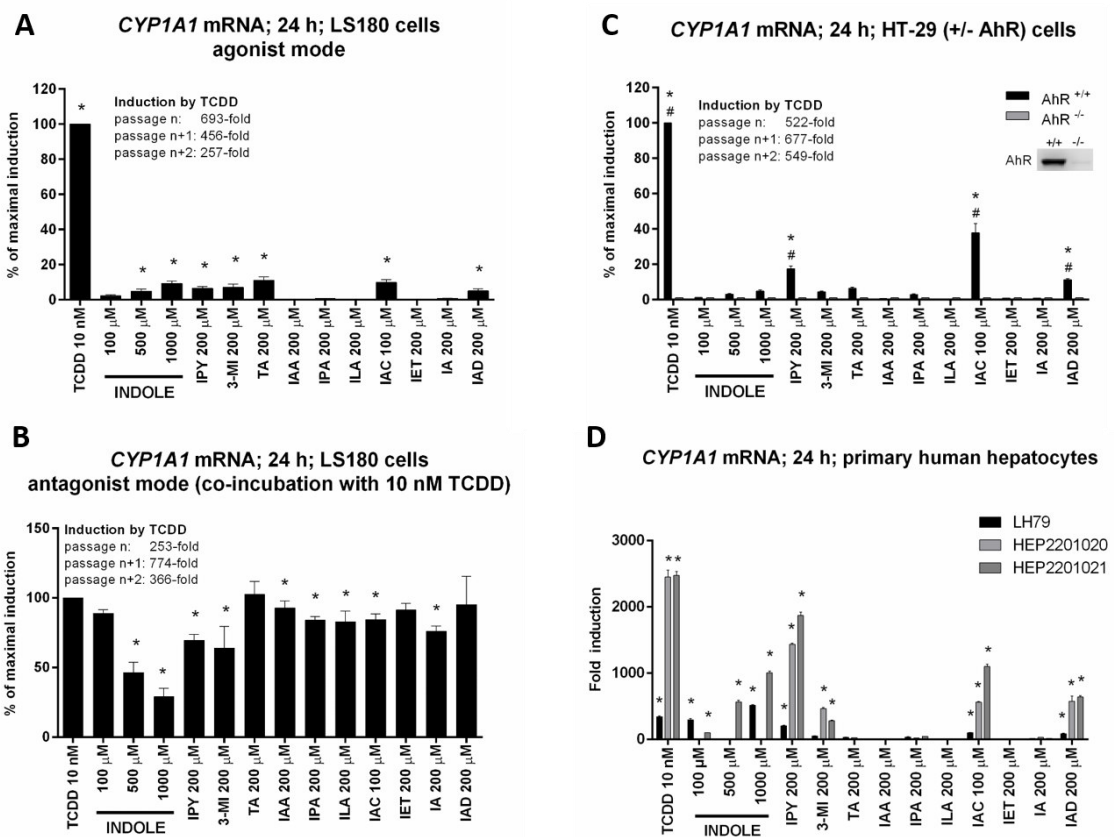 A
CYP1A1 mRNA; 24 h; LS180 cells
agonist mode
Induction by TCDD
passage n: 693-fold
passage n+1: 456-fold
passage n+2: 257-fold
% of maximal induction
120
100
80
60
40
20
0
*
*
*
*
*
*
*
*
TCDD 10 nM
100 μM
500 μM
1000 μM
IPY 200 μM
3-MI 200 μM
TA 200 μM
IAA 200 μM
IPA 200 μM
ILA 200 μM
IAC 100 μM
IET 200 μM
IA 200 μM
IAD 200 μM
INDOLE
B
CYP1A1 mRNA; 24 h; LS180 cells
antagonist mode (co-incubation with 10 nM TCDD)
Induction by TCDD
passage n: 253-fold
passage n+1: 774-fold
passage n+2: 366-fold
% of maximal induction
150
100
50
0
*
*
*
*
*
*
*
*
*
TCDD 10 nM
100 μM
500 μM
1000 μM
IPY 200 μM
3-MI 200 μM
TA 200 μM
IAA 200 μM
IPA 200 μM
ILA 200 μM
IAC 100 μM
IET 200 μM
IA 200 μM
IAD 200 μM
INDOLE
C
CYP1A1 mRNA; 24 h; HT-29 (+/- AhR) cells
Induction by TCDD
passage n: 522-fold
passage n+1: 677-fold
passage n+2: 549-fold
AhR +/+
AhR -/-
+/+ -/-
AhR
% of maximal induction
120
100
80
60
40
20
0
*
#
*
#
*
#
*
#
TCDD 10 nM
100 μM
500 μM
1000 μM
IPY 200 μM
3-MI 200 μM
TA 200 μM
IAA 200 μM
IPA 200 μM
ILA 200 μM
IAC 100 μM
IET 200 μM
IA 200 μM
IAD 200 μM
INDOLE
D
CYP1A1 mRNA; 24 h; primary human hepatocytes
LH79
HEP2201020
HEP2201021
Fold induction
3000
2000
1000
0
* * *
* *
*
* *
* * *
* *
* * *
* * *
TCDD 10 nM
100 μM
500 μM
1000 μM
IPY 200 μM
3-MI 200 μM
TA 200 μM
IAA 200 μM
IPA 200 μM
ILA 200 μM
IAC 100 μM
IET 200 μM
IA 200 μM
IAD 200 μM
INDOLE